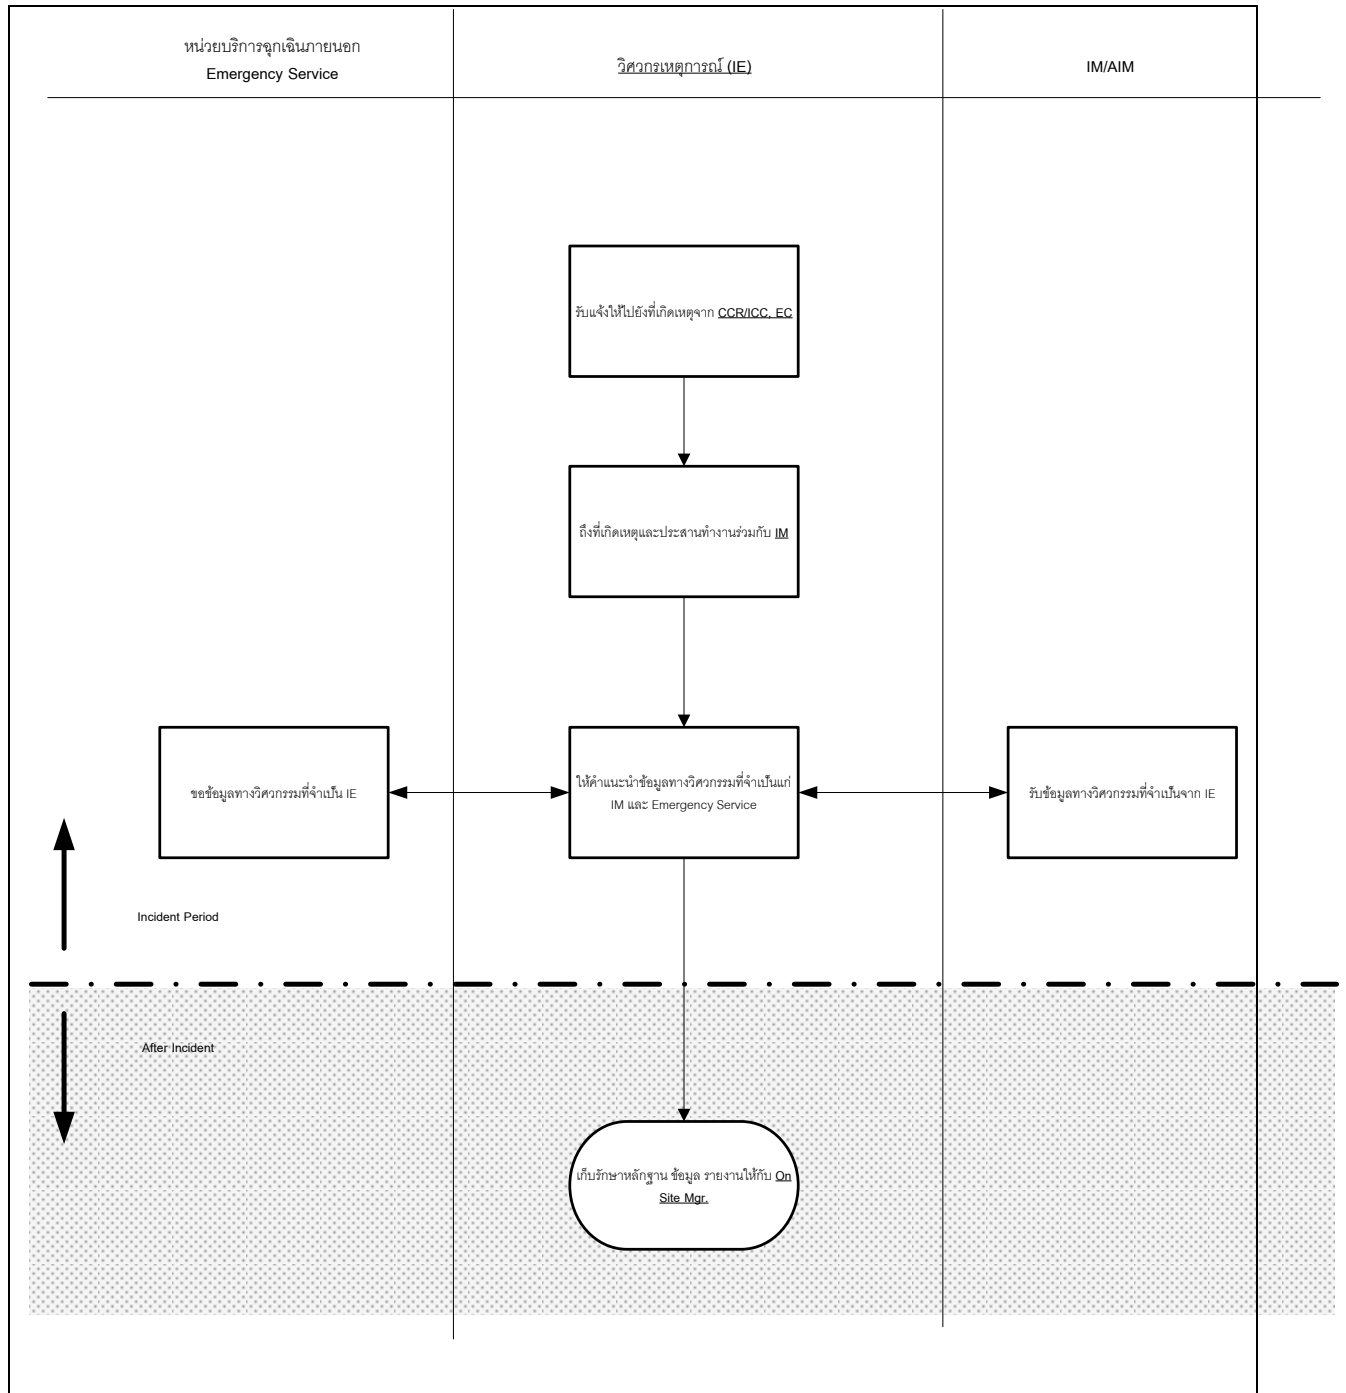 หน่วยบริการฉุกเฉินภายนอก
Emergency Service
วิศวกรเหตุการณ์ (IE)
IM/AIM
รับแจ้งให้ไปยังที่เกิดเหตุจาก CCR/ICC, EC
ถึงที่เกิดเหตุและประสานทำงานร่วมกับ IM
ขอข้อมูลทางวิศวกรรมที่จำเป็น IE
ให้คำแนะนำข้อมูลทางวิศวกรรมที่จำเป็นแก่
IM และ Emergency Service
รับข้อมูลทางวิศวกรรมที่จำเป็นจาก IE
Incident Period
After Incident
เก็บรักษาหลักฐาน ข้อมูล รายงานให้กับ On
Site Mgr.